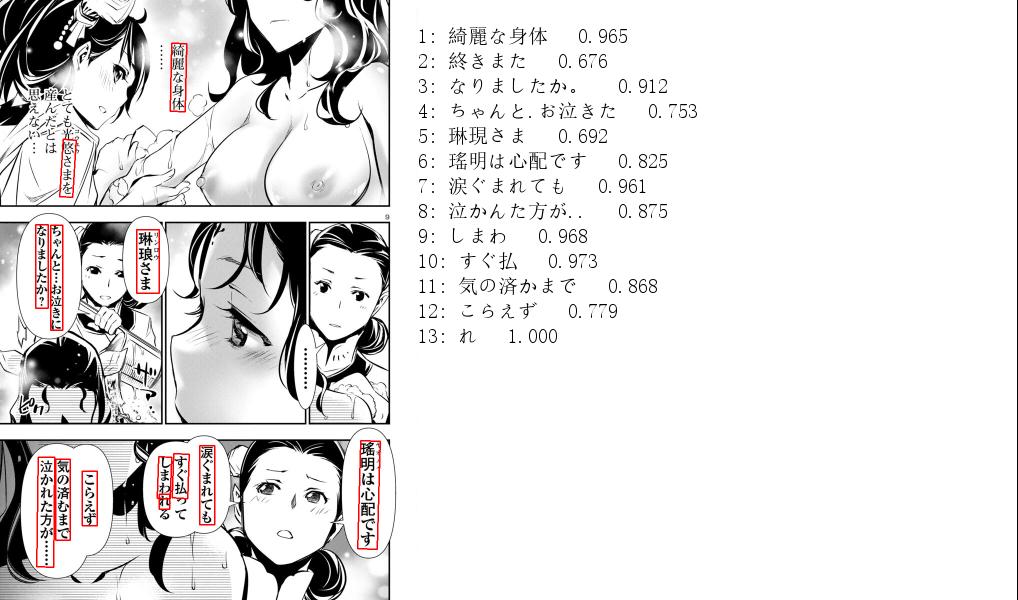 綺麗な身体
……
とても光悠さまを
産んだとは
思えない…
9
琳琅さま
リンロウ
ちゃんと…お泣きに
なりましたか?
………
ギュ
ピク
瑤明は心配です
涙ぐまれても
すぐ払って
しまわれる
こらえず
気の済むまで
泣かれた方が……
1: 綺麗な身体 0.965
2: 終きまた 0.676
3: なりましたか。 0.912
4: ちゃんと.お泣きた 0.753
5: 琳現さま 0.692
6: 瑤明は心配です 0.825
7: 涙ぐまれても 0.961
8: 泣かんた方が.. 0.875
9: しまわ 0.968
10: すぐ払 0.973
11: 気の済かまで 0.868
12: こらえず 0.779
13: れ 1.000